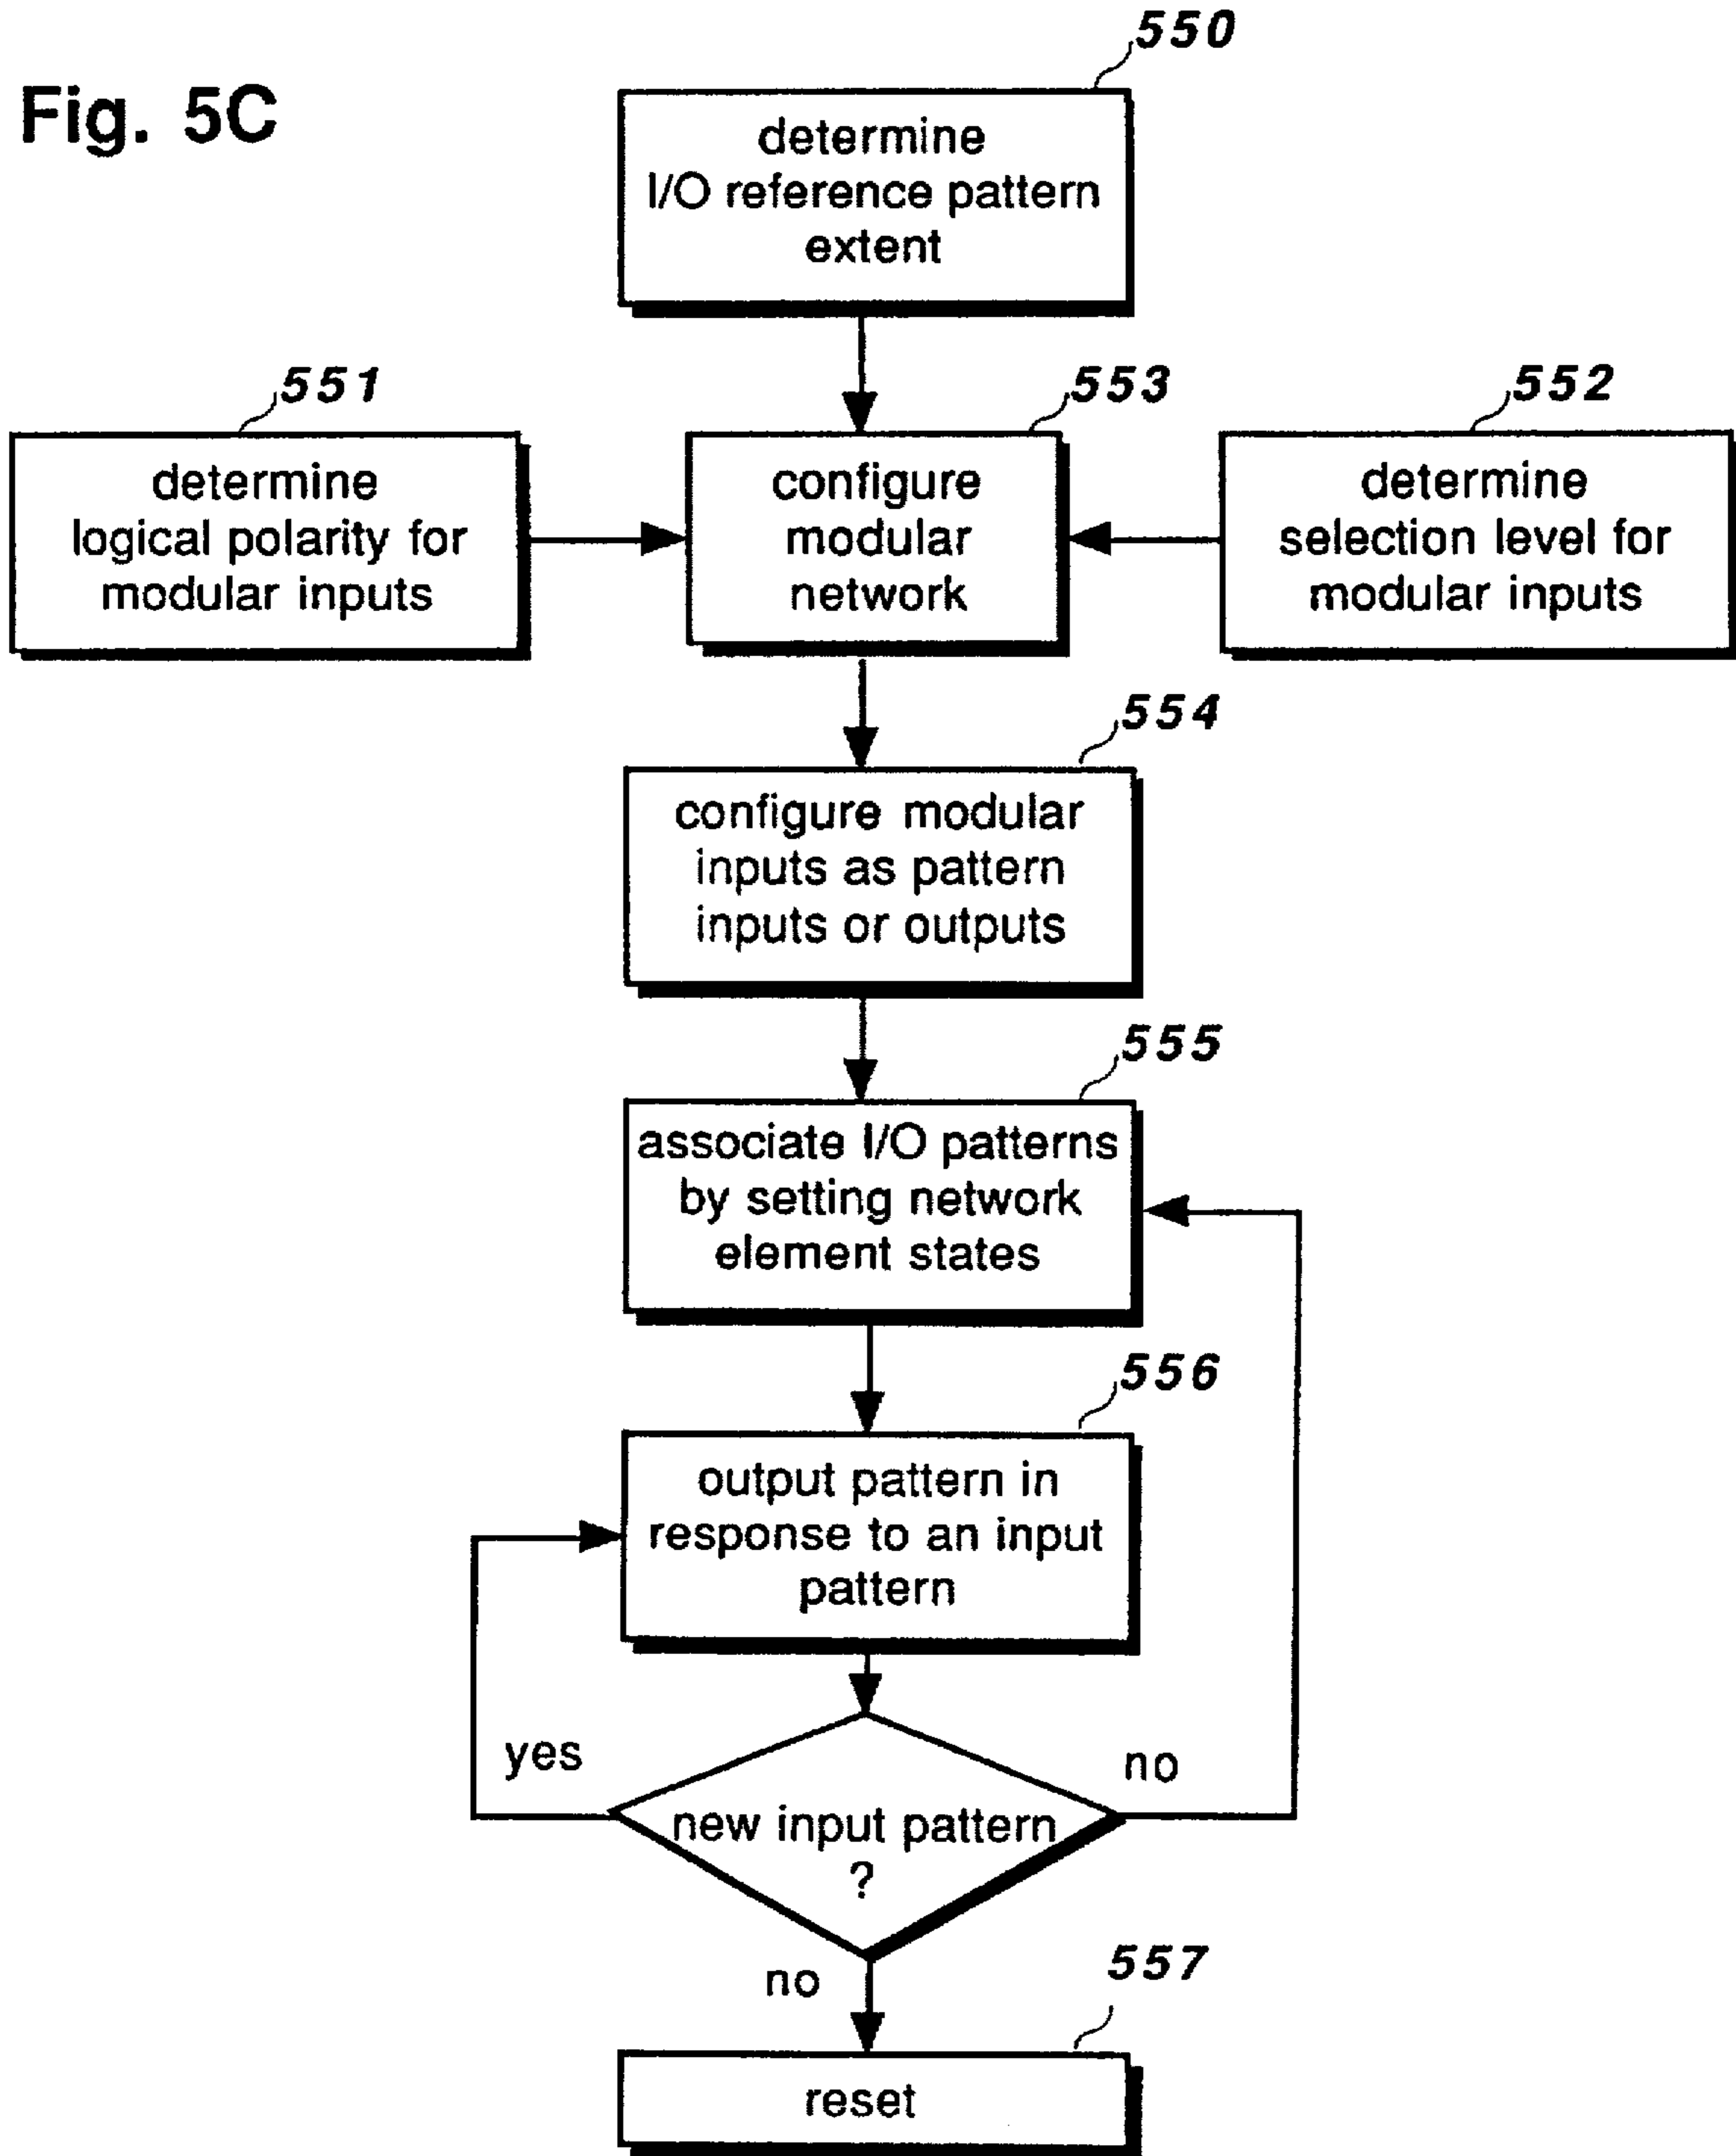 Fig. 5C
550
determine
I/O reference pattern
extent
551
determine
logical polarity for
modular inputs
553
configure
modular
network
552
determine
selection level for
modular inputs
554
configure modular
inputs as pattern
inputs or outputs
555
associate I/O patterns
by setting network
element states
556
output pattern in
response to an input
pattern
yes
no
new input pattern
?
no
557
reset